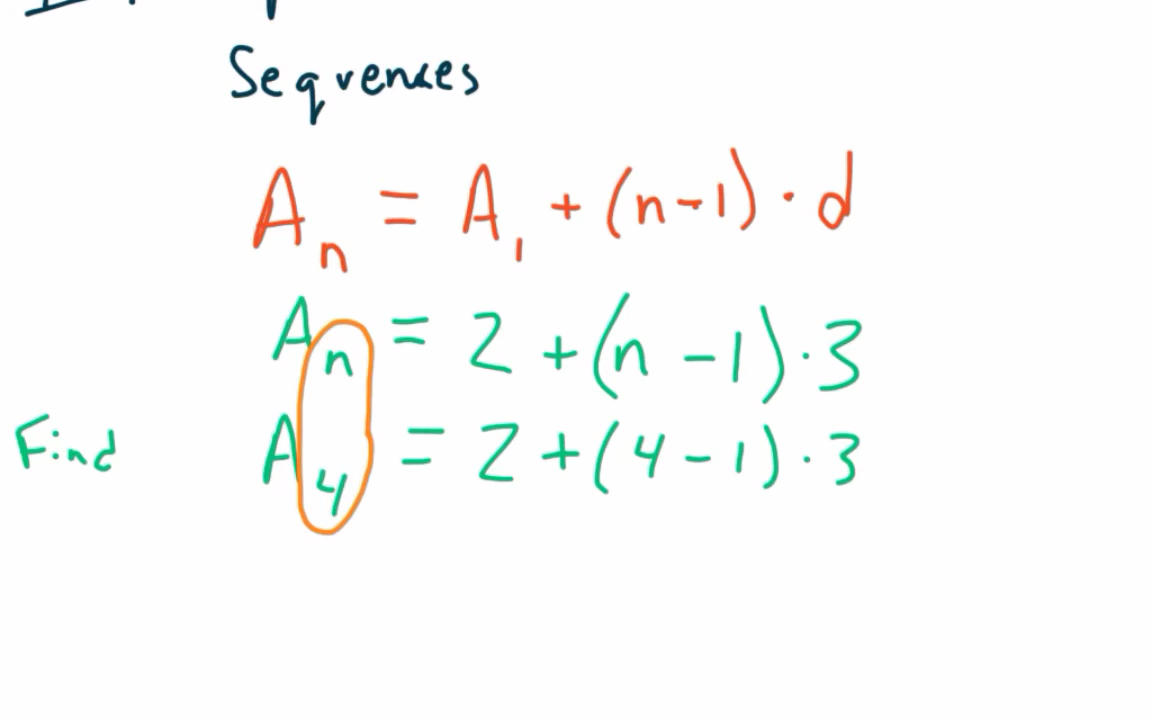 Sequences
Aₙ = A₁ + (n-1) · d
Aₙ = 2 + (n - 1) · 3
Find A₄ = 2 + (4 - 1) · 3